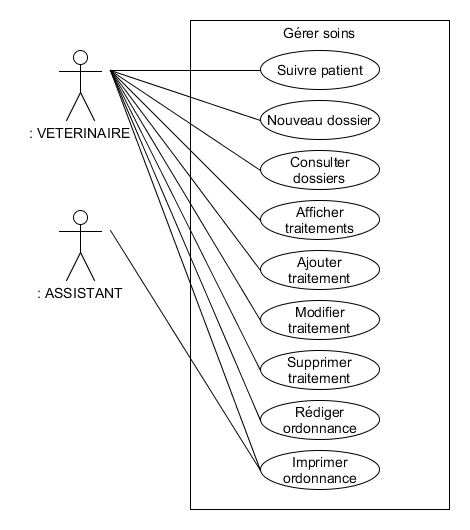 Gérer soins
Suivre patient
: VETERINAIRE
Nouveau dossier
Consulter
dossiers
Afficher
traitements
: ASSISTANT
Ajouter
traitement
Modifier
traitement
Supprimer
traitement
Rédiger
ordonnance
Imprimer
ordonnance